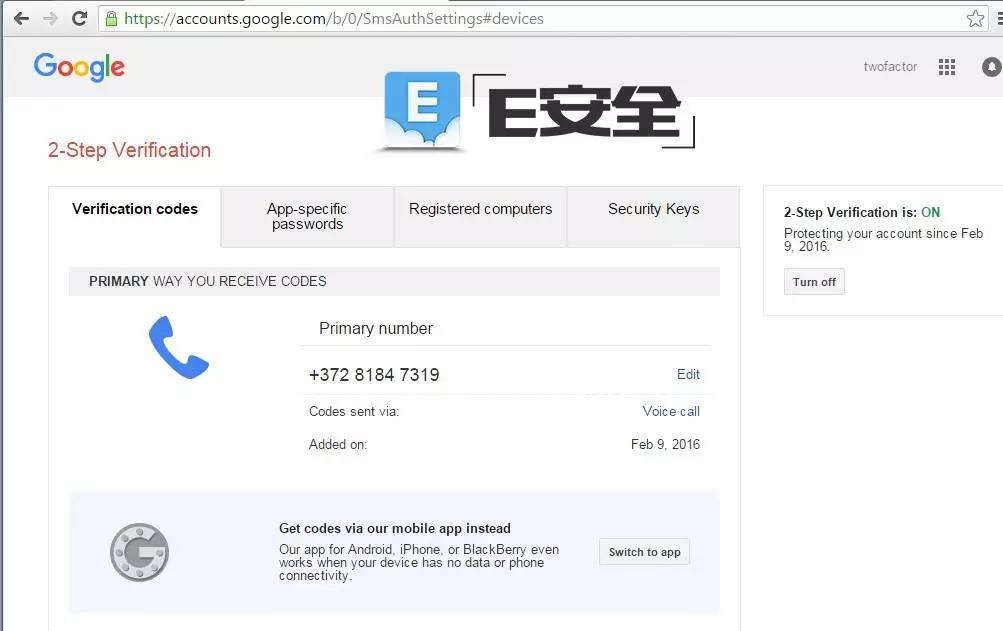 https://accounts.google.com/b/0/SmsAuthSettings#devices
Google
twofactor
E
E安全
2-Step Verification
Verification codes
App-specific
passwords
Registered computers
Security Keys
2-Step Verification is: ON
Protecting your account since Feb
9, 2016.
Turn off
PRIMARY WAY YOU RECEIVE CODES
Primary number
+372 8184 7319
Edit
Codes sent via:
Voice call
Added on:
Feb 9, 2016
Get codes via our mobile app instead
Our app for Android, iPhone, or BlackBerry even
works when your device has no data or phone
connectivity.
Switch to app